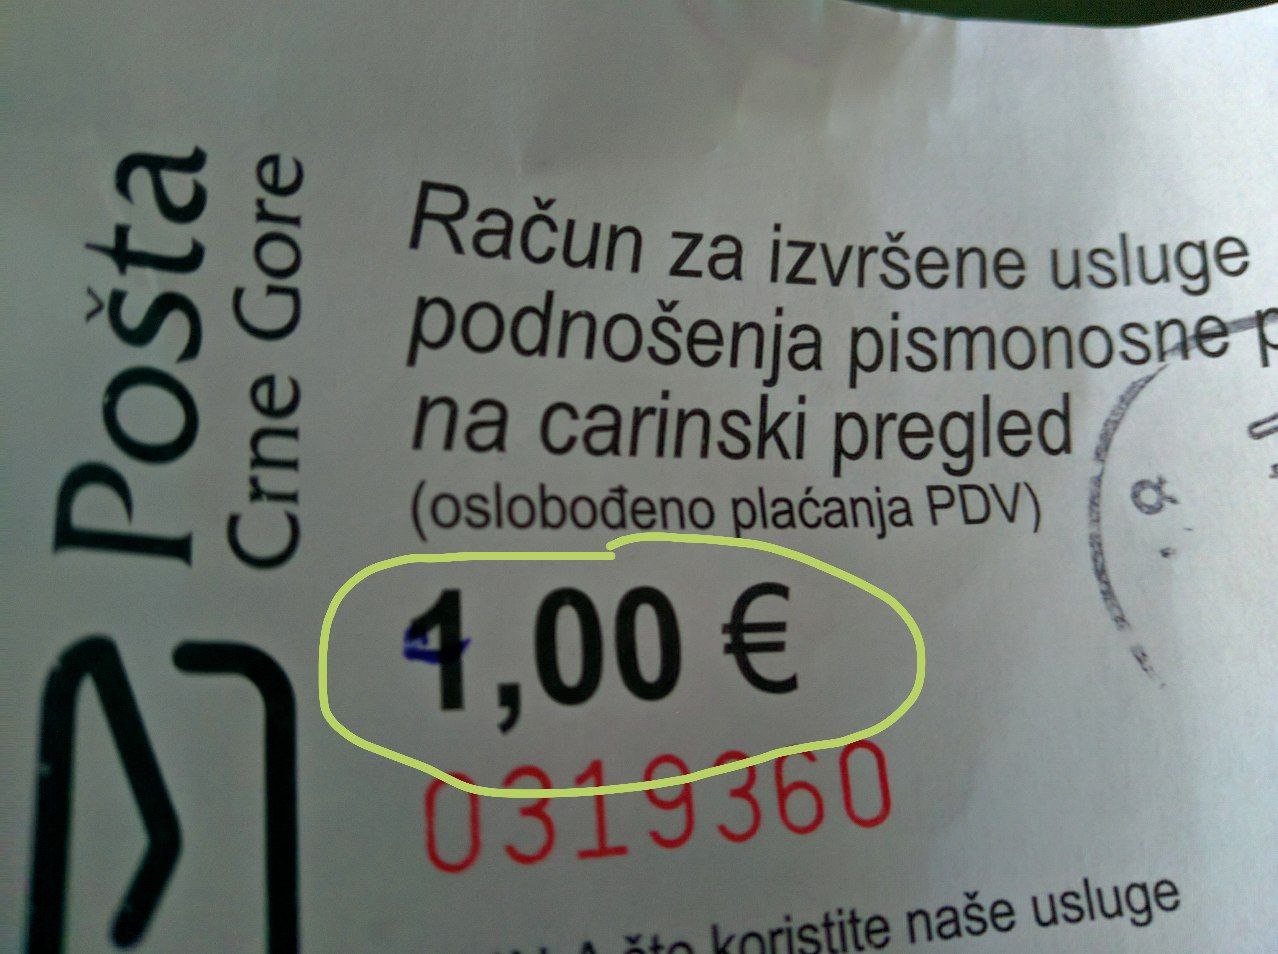 Pošta
Crne Gore
Račun za izvršene usluge
podnošenja pismonosne
na carinski pregled
(oslobođeno plaćanja PDV)
1,00 €
0319360
što koristite naše usluge